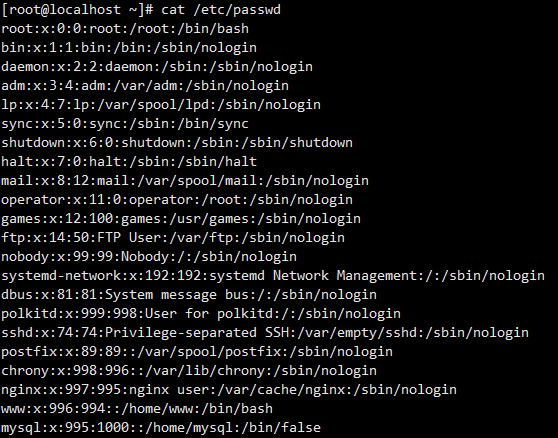 [root@localhost ~]# cat /etc/passwd
root:x:0:0:root:/root:/bin/bash
bin:x:1:1:bin:/bin:/sbin/nologin
daemon:x:2:2:daemon:/sbin:/sbin/nologin
adm:x:3:4:adm:/var/adm:/sbin/nologin
lp:x:4:7:lp:/var/spool/lpd:/sbin/nologin
sync:x:5:0:sync:/sbin:/bin/sync
shutdown:x:6:0:shutdown:/sbin:/sbin/shutdown
halt:x:7:0:halt:/sbin:/sbin/halt
mail:x:8:12:mail:/var/spool/mail:/sbin/nologin
operator:x:11:0:operator:/root:/sbin/nologin
games:x:12:100:games:/usr/games:/sbin/nologin
ftp:x:14:50:FTP User:/var/ftp:/sbin/nologin
nobody:x:99:99:Nobody:/:/sbin/nologin
systemd-network:x:192:192:systemd Network Management:/:/sbin/nologin
dbus:x:81:81:System message bus:/:/sbin/nologin
polkitd:x:999:998:User for polkitd:/:/sbin/nologin
sshd:x:74:74:Privilege-separated SSH:/var/empty/sshd:/sbin/nologin
postfix:x:89:89::/var/spool/postfix:/sbin/nologin
chrony:x:998:996::/var/lib/chrony:/sbin/nologin
nginx:x:997:995:nginx user:/var/cache/nginx:/sbin/nologin
www:x:996:994::/home/www:/bin/bash
mysql:x:995:1000::/home/mysql:/bin/false